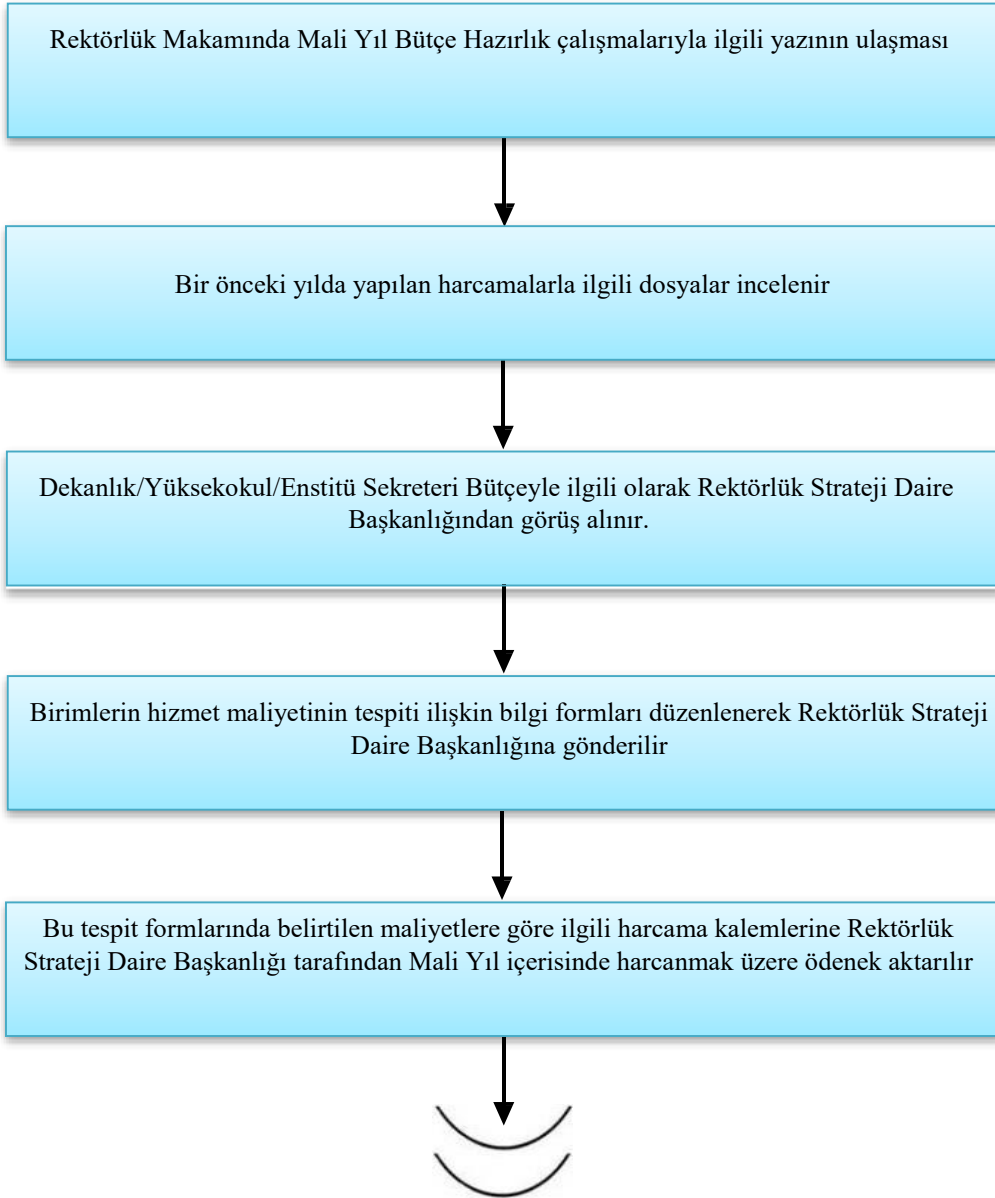 Rektörlük Makamında Mali Yıl Bütçe Hazırlık çalışmalarıyla ilgili yazının ulaşması
Bir önceki yılda yapılan harcamalarla ilgili dosyalar incelenir
Dekanlık/Yüksekokul/Enstitü Sekreteri Bütçeyle ilgili olarak Rektörlük Strateji Daire
Başkanlığından görüş alınır.
Birimlerin hizmet maliyetinin tespiti ilişkin bilgi formları düzenlenerek Rektörlük Strateji
Daire Başkanlığına gönderilir
Bu tespit formlarında belirtilen maliyetlere göre ilgili harcama kalemlerine Rektörlük
Strateji Daire Başkanlığı tarafından Mali Yıl içerisinde harcanmak üzere ödenek aktarılır